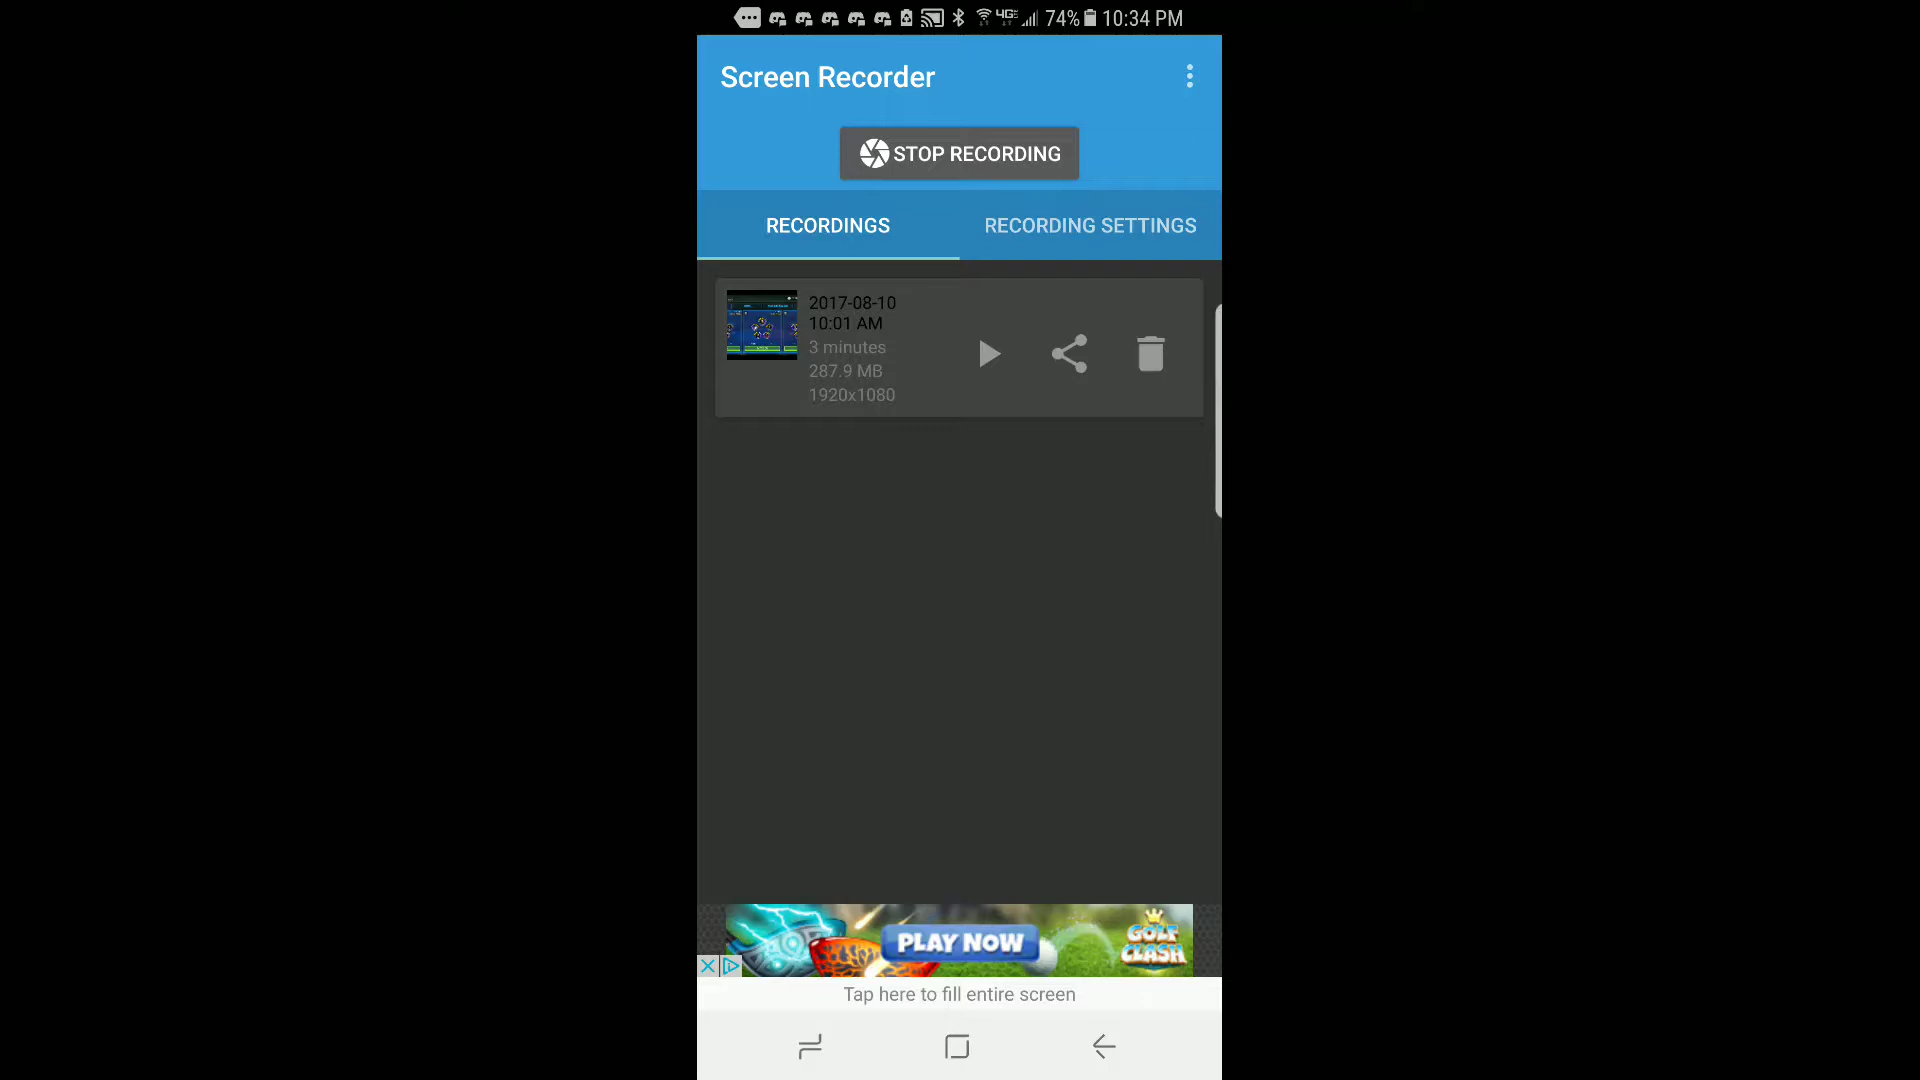 74% 10:34 PM
Screen Recorder
STOP RECORDING
RECORDINGS
RECORDING SETTINGS
2017-08-10
10:01 AM
3 minutes
287.9 MB
1920x1080
PLAY NOW
GOLF
CLASH
Tap here to fill entire screen